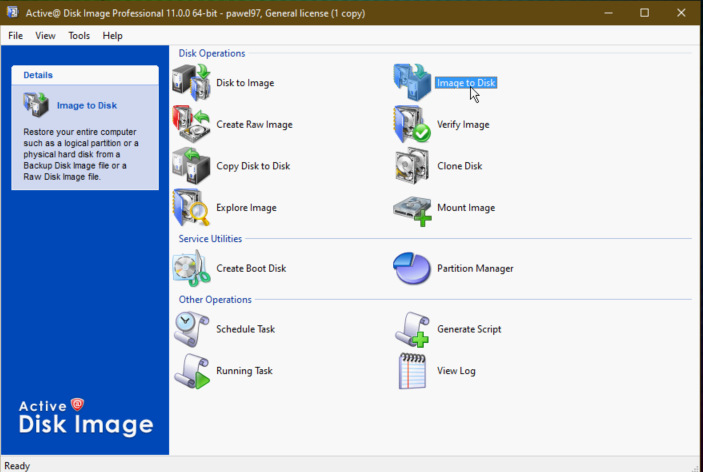 Active@ Disk Image Professional 11.0.0 64-bit - pawel97, General license (1 copy)
File View Tools Help
Details
Image to Disk
Restore your entire computer
such as a logical partition or a
physical hard disk from a
Backup Disk Image file or a
Raw Disk Image file.
Disk Operations
Disk to Image
Image to Disk
Create Raw Image
Verify Image
Copy Disk to Disk
Clone Disk
Explore Image
Mount Image
Service Utilities
Create Boot Disk
Partition Manager
Other Operations
Schedule Task
Generate Script
Running Task
View Log
Active
Disk Image
Ready